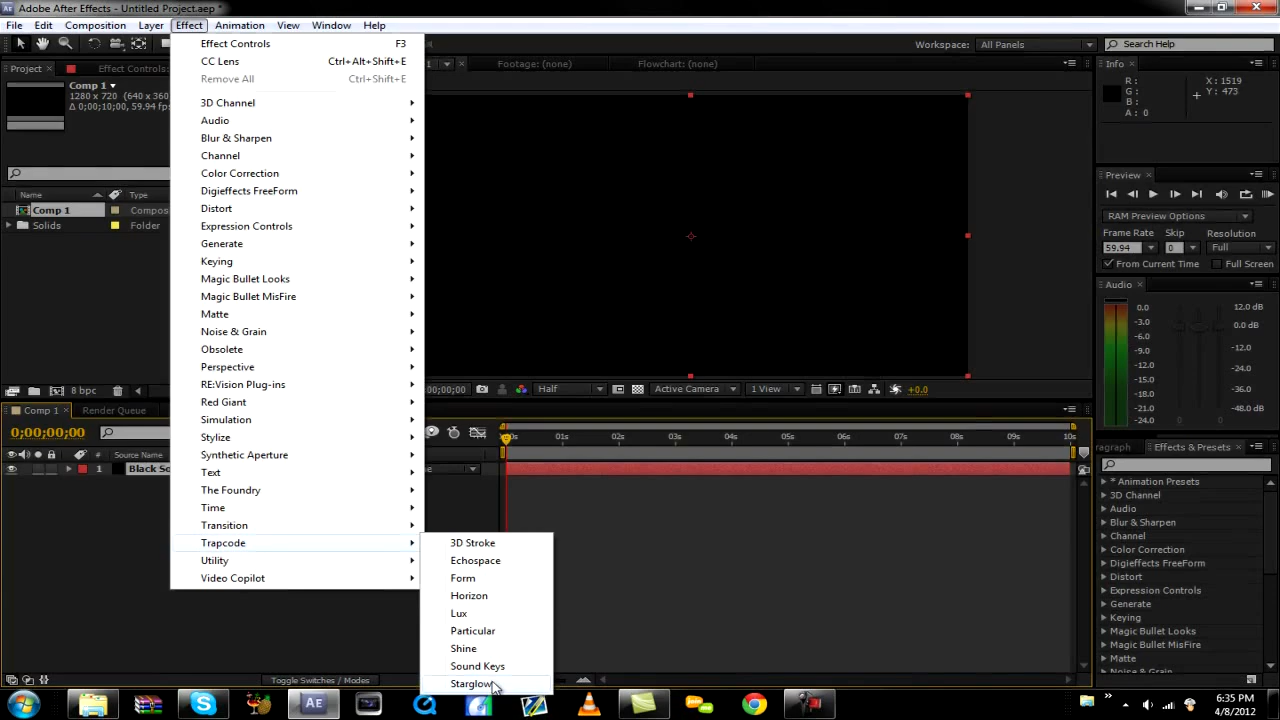 Adobe After Effects - Untitled Project.aep *
File Edit Composition Layer Effect Animation View Window Help
Workspace: All Panels Search Help
Project Effect Controls:
Footage: (none) Flowchart: (none)
Info
Comp 1
1280 x 720 (640 x 360
Δ 0;00;10;00, 59.94 fps
R :
G :
B :
A : 0
X : 1519
Y : 473
Name Type
Comp 1 Compos
Solids Folder
8 bpc
Effect Controls F3
CC Lens Ctrl+Alt+Shift+E
Remove All Ctrl+Shift+E
3D Channel
Audio
Blur & Sharpen
Channel
Color Correction
Digieffects FreeForm
Distort
Expression Controls
Generate
Keying
Magic Bullet Looks
Magic Bullet MisFire
Matte
Noise & Grain
Obsolete
Perspective
RE:Vision Plug-ins
Red Giant
Simulation
Stylize
Synthetic Aperture
Text
The Foundry
Time
Transition
Trapcode
Utility
Video Copilot
3D Stroke
Echospace
Form
Horizon
Lux
Particular
Shine
Sound Keys
Starglow
Preview
RAM Preview Options
Frame Rate Skip Resolution
59.94 0 Full
From Current Time Full Screen
Audio
0.0
-3.0
-6.0
-9.0
-12.0
-15.0
-18.0
-21.0
-24.0
12.0 dB
0.0 dB
-12.0
-24.0
-36.0
-48.0 dB
00;00;00 Half Active Camera 1 View +0.0
Comp 1 Render Queue
0;00;00;00
01s 02s 03s 04s 05s 06s 07s 08s 09s 10s
# Source Name
1 Black So
Toggle Switches / Modes
aragraph Effects & Presets
* Animation Presets
3D Channel
Audio
Blur & Sharpen
Channel
Color Correction
Digieffects FreeForm
Distort
Expression Controls
Generate
Keying
Magic Bullet Looks
Magic Bullet MisFire
Matte
Noise & Grain
6:35 PM
4/8/2012